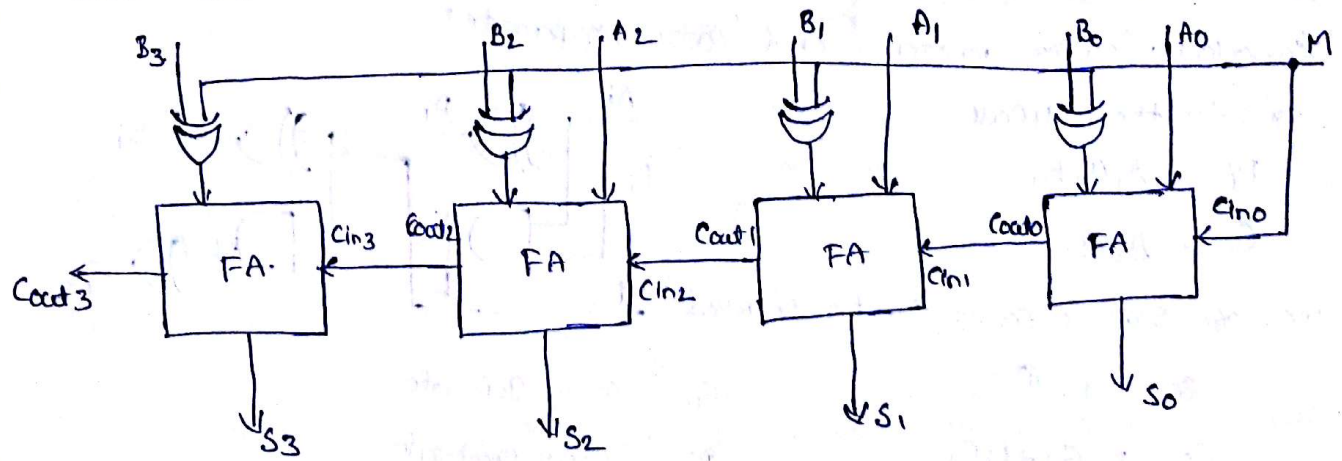 B3 B2 A2 B1 A1 B0 A0 M
Cin3 Cout2 Cout1 Cout0 Cin0
FA. FA FA FA
Cout3 Cin2 Cin1
S3 S2 S1 S0